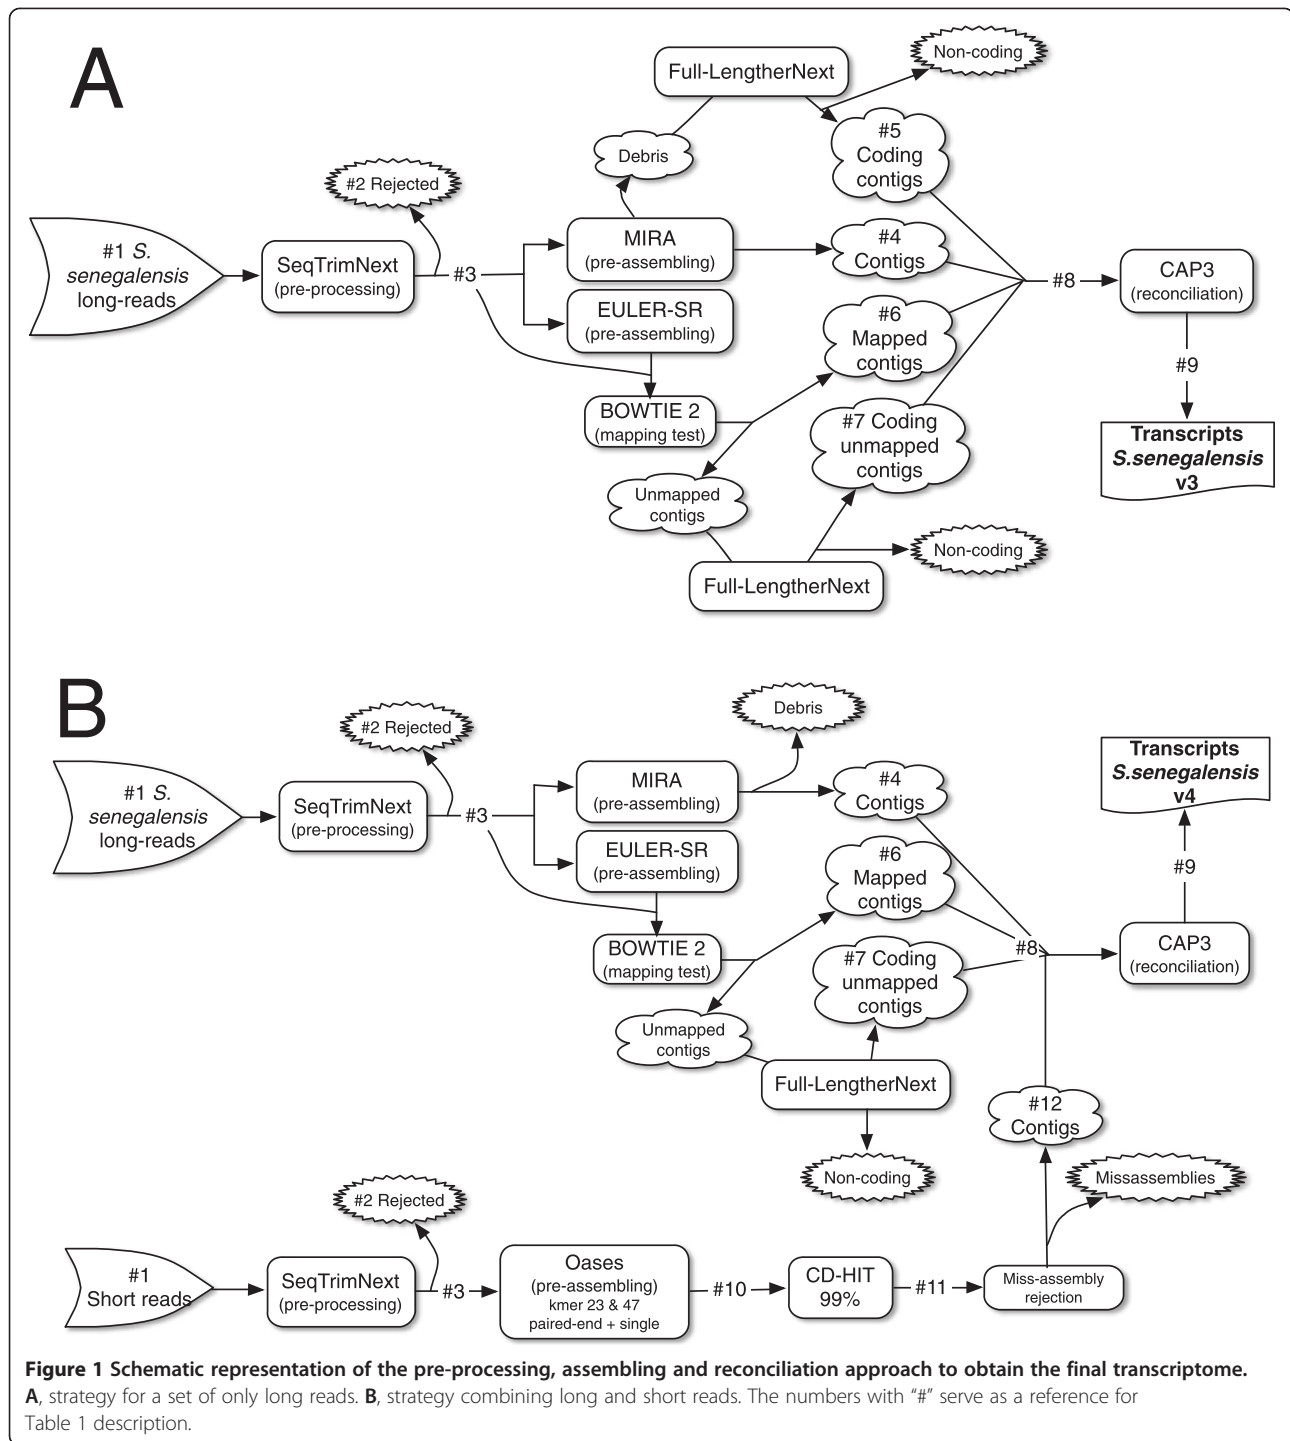 A
Full-LengtherNext
Non-coding
#5
Coding
contigs
Debris
#2 Rejected
#1 S.
senegalensis
long-reads
SeqTrimNext
(pre-processing)
#3
MIRA
(pre-assembling)
#4
Contigs
EULER-SR
(pre-assembling)
#6
Mapped
contigs
#8
CAP3
(reconciliation)
#9
BOWTIE 2
(mapping test)
#7 Coding
unmapped
contigs
Transcripts
S.senegalensis
v3
Unmapped
contigs
Non-coding
Full-LengtherNext
B
#2 Rejected
Debris
#1 S.
senegalensis
long-reads
SeqTrimNext
(pre-processing)
#3
MIRA
(pre-assembling)
#4
Contigs
Transcripts
S.senegalensis
v4
EULER-SR
(pre-assembling)
#6
Mapped
contigs
#9
BOWTIE 2
(mapping test)
#7 Coding
unmapped
contigs
#8
CAP3
(reconciliation)
Unmapped
contigs
Full-LengtherNext
#12
Contigs
Non-coding
Missassemblies
#2 Rejected
#1
Short reads
SeqTrimNext
(pre-processing)
#3
Oases
(pre-assembling)
kmer 23 & 47
paired-end + single
#10
CD-HIT
99%
#11
Miss-assembly
rejection
Figure 1 Schematic representation of the pre-processing, assembling and reconciliation approach to obtain the final transcriptome.
A, strategy for a set of only long reads. B, strategy combining long and short reads. The numbers with “#” serve as a reference for
Table 1 description.